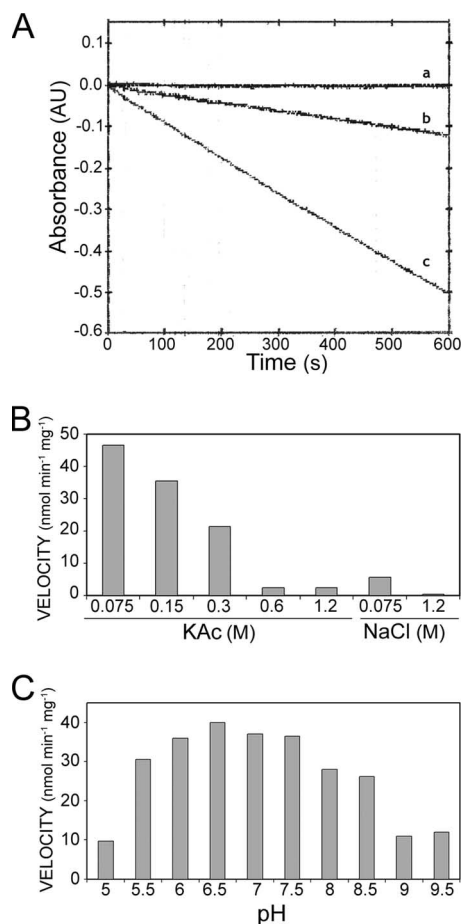 A
Absorbance (AU)
0.1
0.0
-0.1
-0.2
-0.3
-0.4
-0.5
-0.6
a
b
c
0 100 200 300 400 500 600
Time (s)
B
VELOCITY (nmol min⁻¹ mg⁻¹)
50
40
30
20
10
0
0.075 0.15 0.3 0.6 1.2 0.075 1.2
KAc (M) NaCl (M)
C
VELOCITY (nmol min⁻¹ mg⁻¹)
40
30
20
10
0
5 5.5 6 6.5 7 7.5 8 8.5 9 9.5
pH